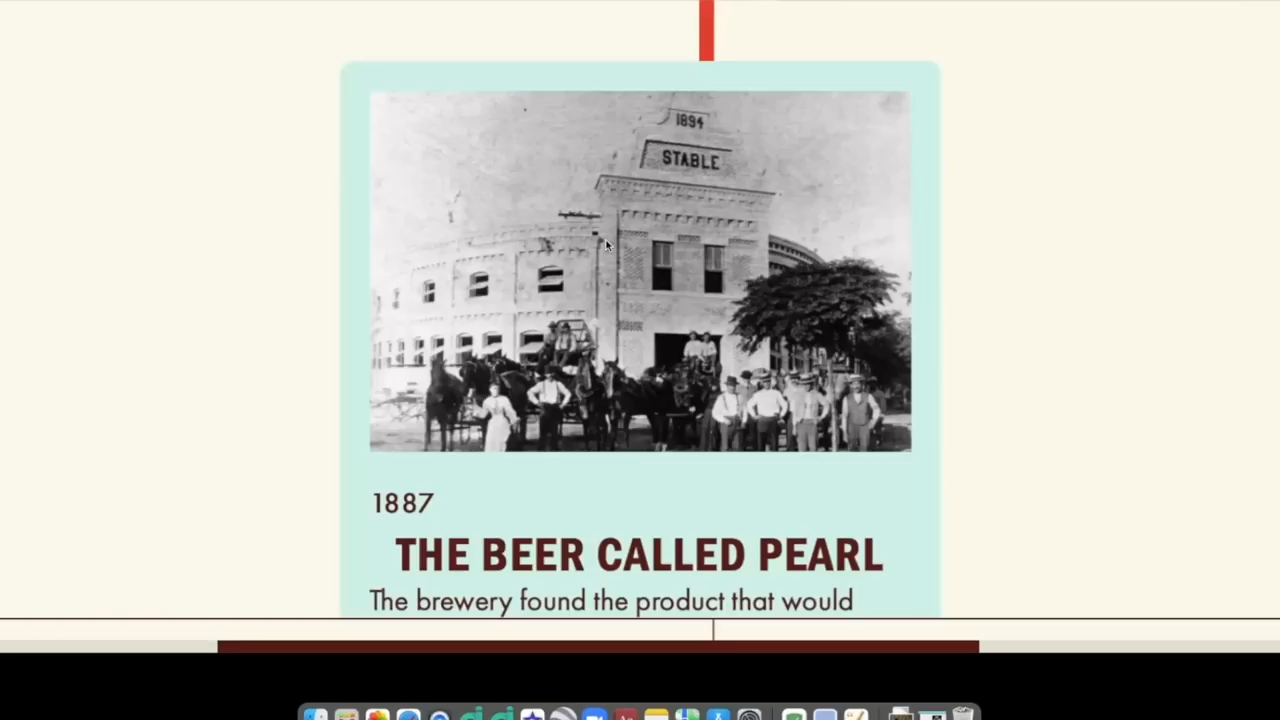 1894
STABLE
1887
THE BEER CALLED PEARL
The brewery found the product that would